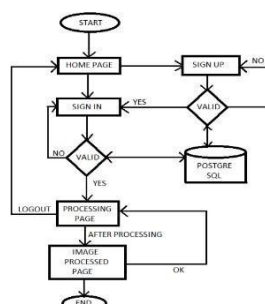 START
HOME PAGE
SIGN UP
NO
SIGN IN
YES
VALID
NO
VALID
POSTGRE
SQL
YES
LOGOUT
PROCESSING
PAGE
AFTER PROCESSING
IMAGE
PROCESSED
PAGE
OK
END